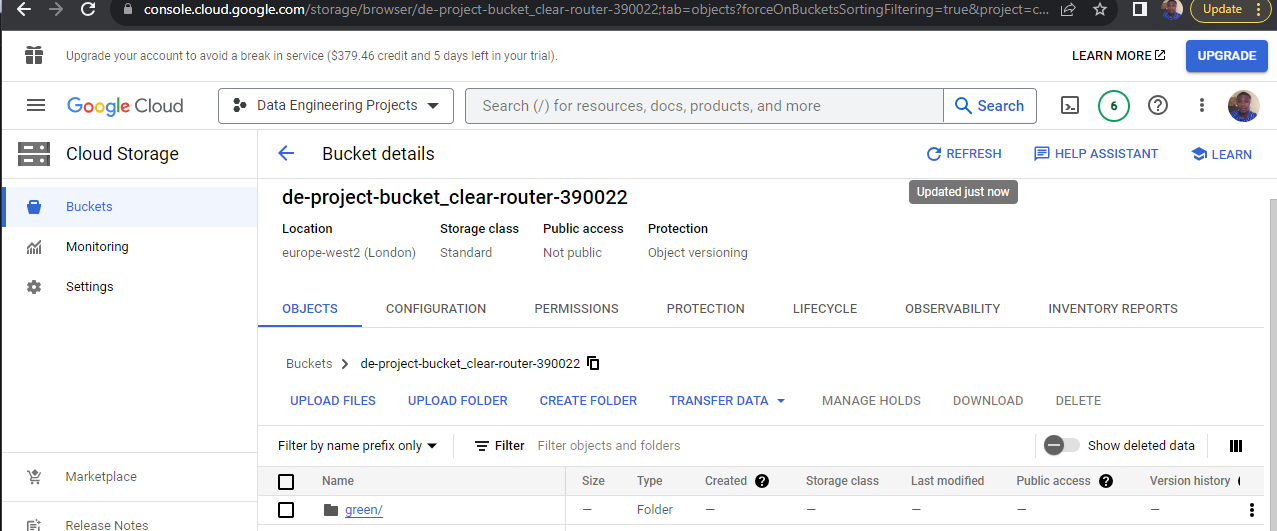 console.cloud.google.com/storage/browser/de-project-bucket_clear-router-390022;tab=objects?forceOnBucketsSortingFiltering=true&project=c...
Update
Upgrade your account to avoid a break in service ($379.46 credit and 5 days left in your trial).
LEARN MORE
UPGRADE
Google Cloud
Data Engineering Projects
Search (/) for resources, docs, products, and more
Search
6
Cloud Storage
Bucket details
REFRESH
HELP ASSISTANT
LEARN
Updated just now
Buckets
Monitoring
Settings
Marketplace
Release Notes
de-project-bucket_clear-router-390022
Location Storage class Public access Protection
europe-west2 (London) Standard Not public Object versioning
OBJECTS CONFIGURATION PERMISSIONS PROTECTION LIFECYCLE OBSERVABILITY INVENTORY REPORTS
Buckets > de-project-bucket_clear-router-390022
UPLOAD FILES UPLOAD FOLDER CREATE FOLDER TRANSFER DATA MANAGE HOLDS DOWNLOAD DELETE
Filter by name prefix only Filter Filter objects and folders Show deleted data
Name Size Type Created Storage class Last modified Public access Version history
green/ — Folder — — — — —